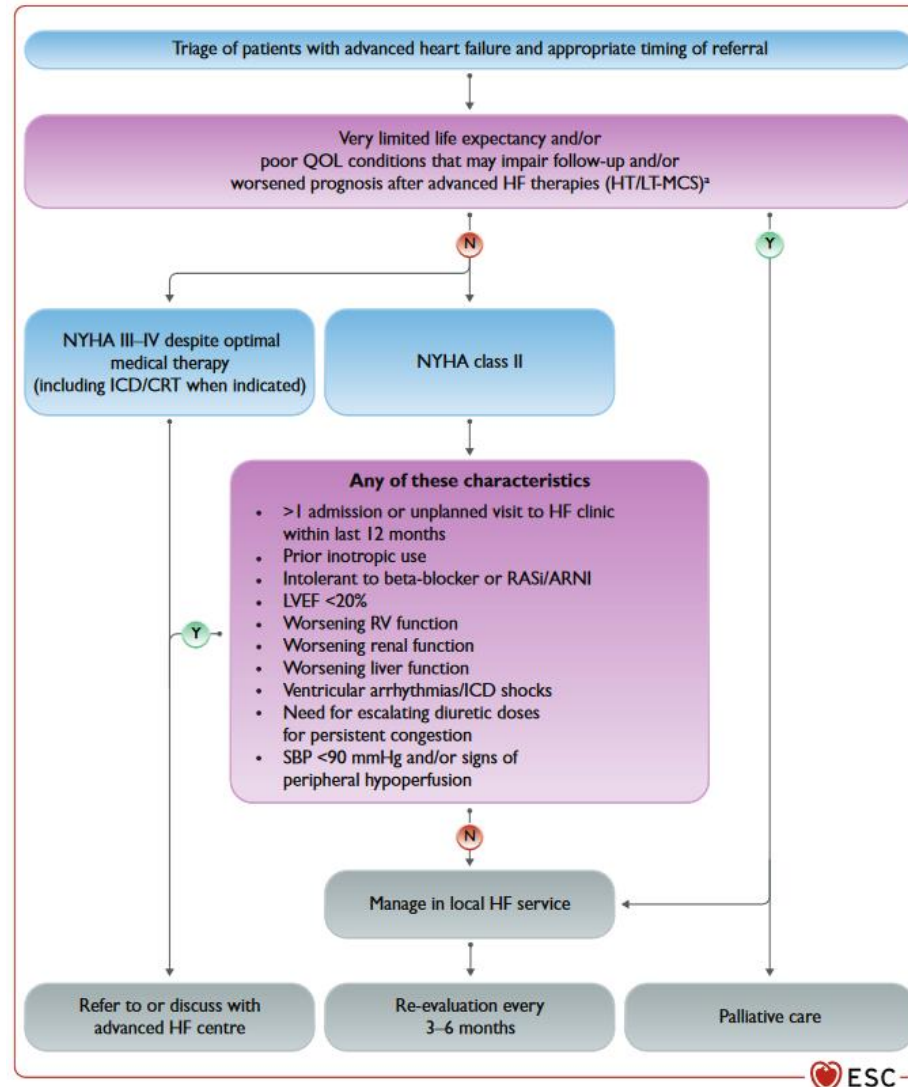 Triage of patients with advanced heart failure and appropriate timing of referral
Very limited life expectancy and/or
poor QOL conditions that may impair follow-up and/or
worsened prognosis after advanced HF therapies (HT/LT-MCS)ª
N
Y
NYHA III–IV despite optimal
medical therapy
(including ICD/CRT when indicated)
NYHA class II
Any of these characteristics
• >1 admission or unplanned visit to HF clinic
within last 12 months
• Prior inotropic use
• Intolerant to beta-blocker or RASi/ARNI
• LVEF <20%
• Worsening RV function
• Worsening renal function
• Worsening liver function
• Ventricular arrhythmias/ICD shocks
• Need for escalating diuretic doses
for persistent congestion
• SBP <90 mmHg and/or signs of
peripheral hypoperfusion
Y
N
Manage in local HF service
Refer to or discuss with
advanced HF centre
Re-evaluation every
3–6 months
Palliative care
ESC